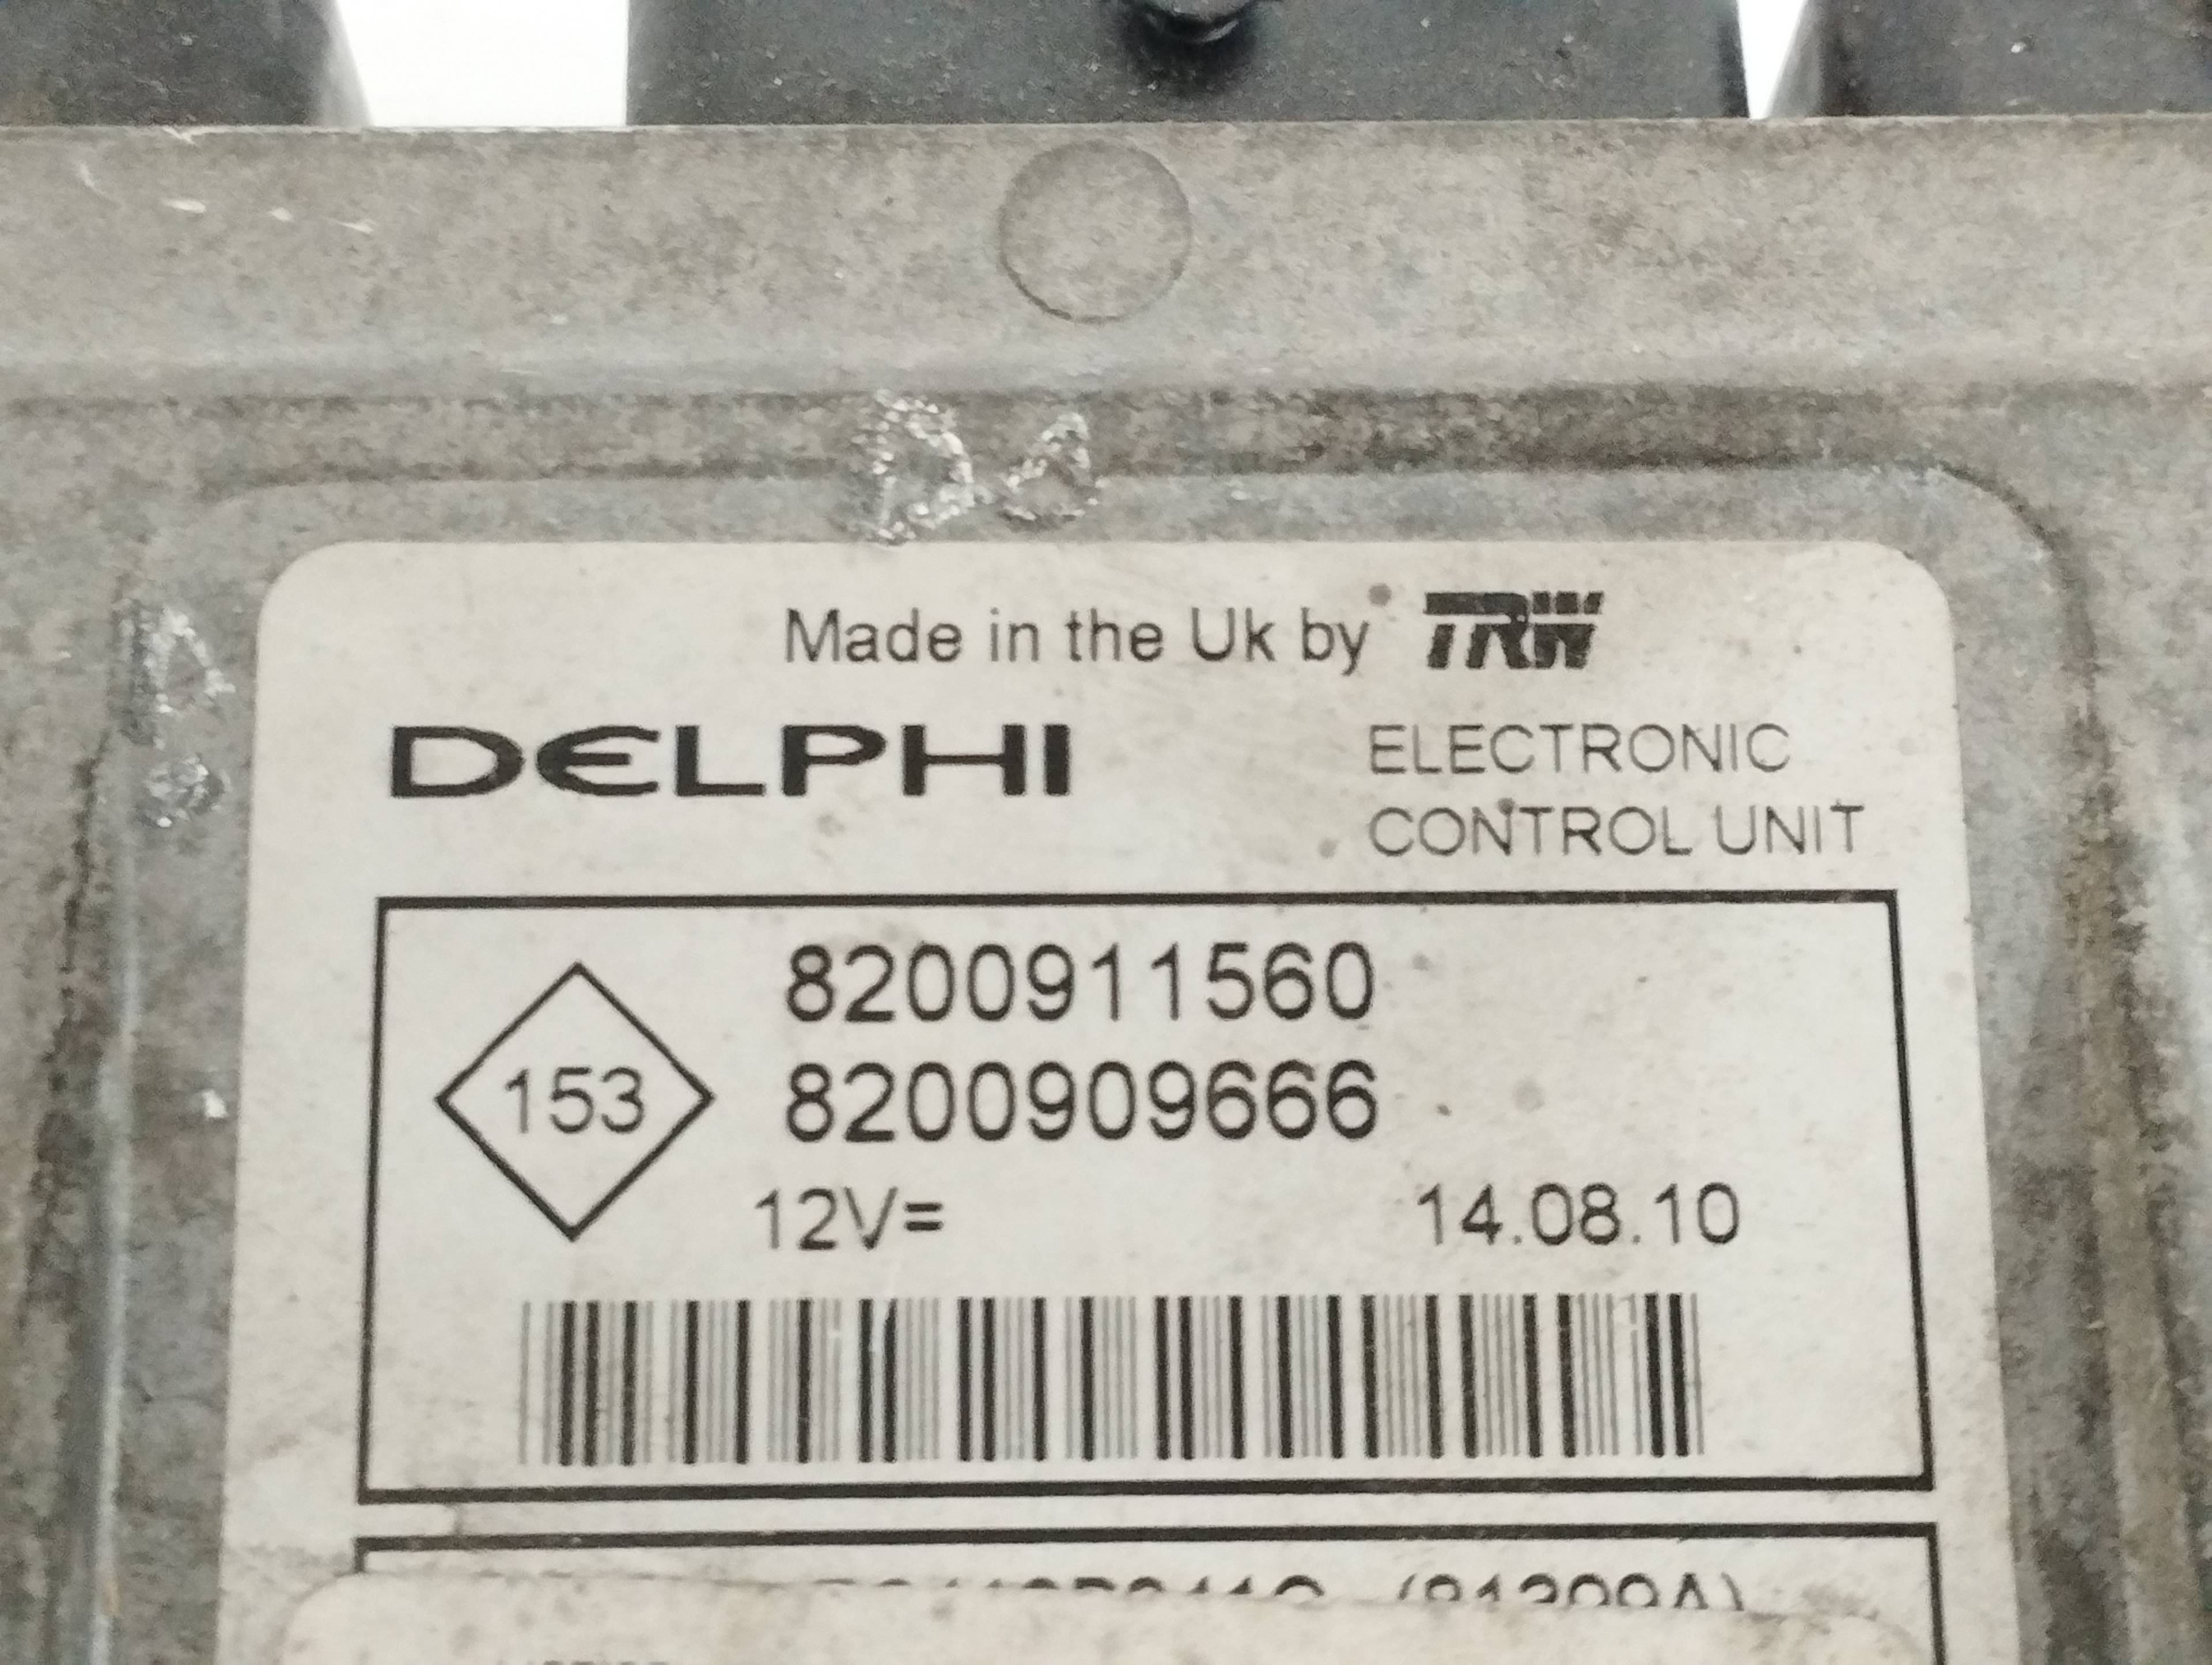 Made in the Uk by TRW
DELPHI
ELECTRONIC
CONTROL UNIT
8200911560
153
8200909666
12V=
14.08.10